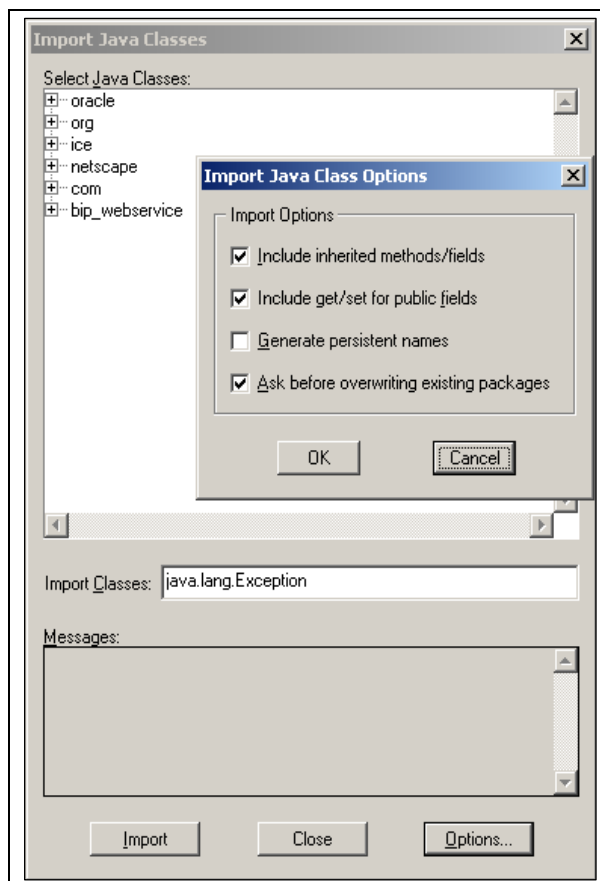 Import Java Classes
Select Java Classes:
oracle
org
ice
netscape
com
bip_webservice
Import Java Class Options
Import Options
Include inherited methods/fields
Include get/set for public fields
Generate persistent names
Ask before overwriting existing packages
OK
Cancel
Import Classes: java.lang.Exception
Messages:
Import
Close
Options...